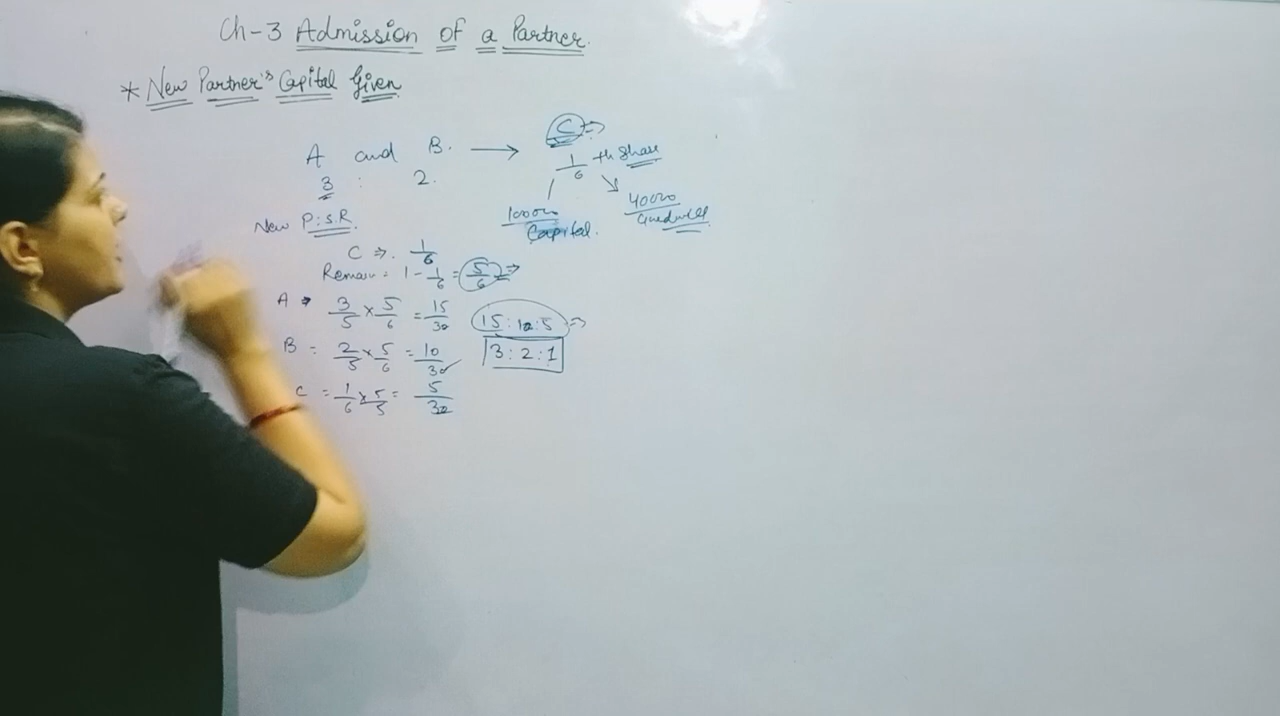 Ch-3 Admission of a Partner.
* New Partner's Capital Given
A and B. → C ⇒
3 : 2. 1/6 th Share
100000 Capital. 40000 Goodwill
New P:S.R.
C ⇒. 1/6
Remain = 1 - 1/6 = 5/6 ⇒
A → 3/5 × 5/6 = 15/30 15:10:5 ⇒
B = 2/5 × 5/6 = 10/30 3:2:1
C = 1/6 × 5/5 = 5/30